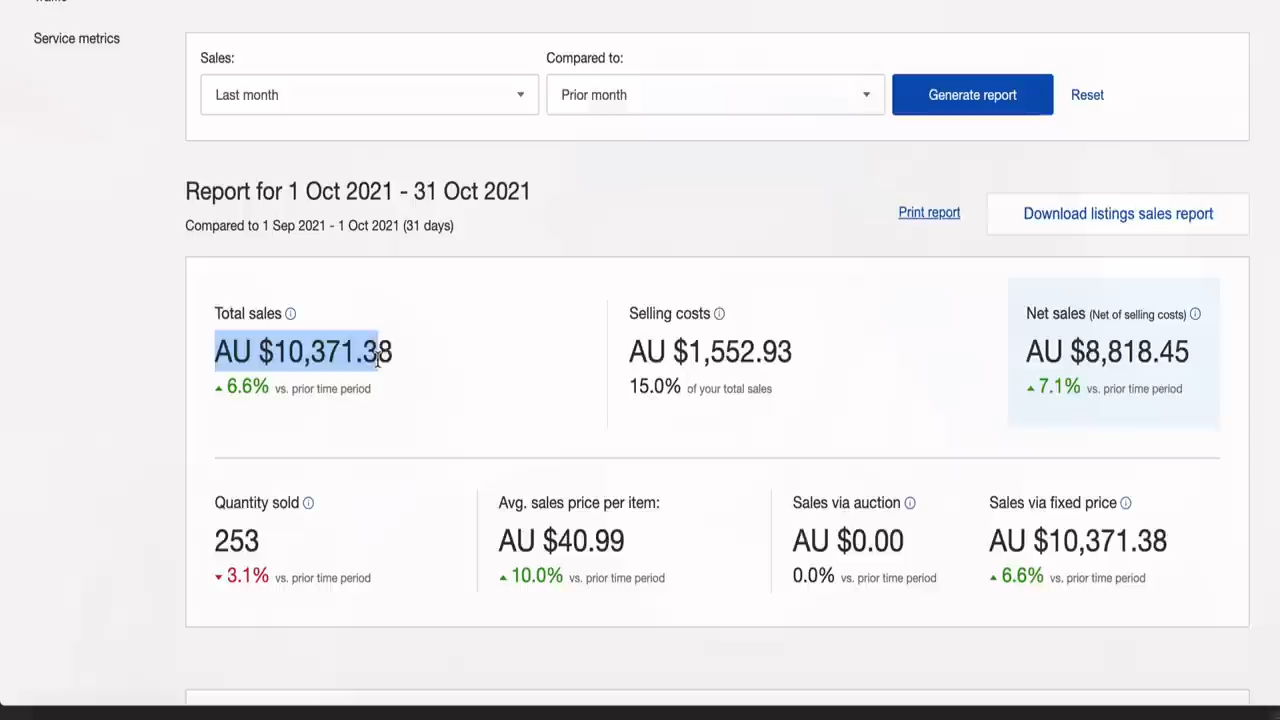 Service metrics
Sales:
Compared to:
Last month
Prior month
Generate report
Reset
Report for 1 Oct 2021 - 31 Oct 2021
Compared to 1 Sep 2021 - 1 Oct 2021 (31 days)
Print report
Download listings sales report
Total sales
AU $10,371.38
6.6% vs. prior time period
Selling costs
AU $1,552.93
15.0% of your total sales
Net sales (Net of selling costs)
AU $8,818.45
7.1% vs. prior time period
Quantity sold
253
3.1% vs. prior time period
Avg. sales price per item:
AU $40.99
10.0% vs. prior time period
Sales via auction
AU $0.00
0.0% vs. prior time period
Sales via fixed price
AU $10,371.38
6.6% vs. prior time period